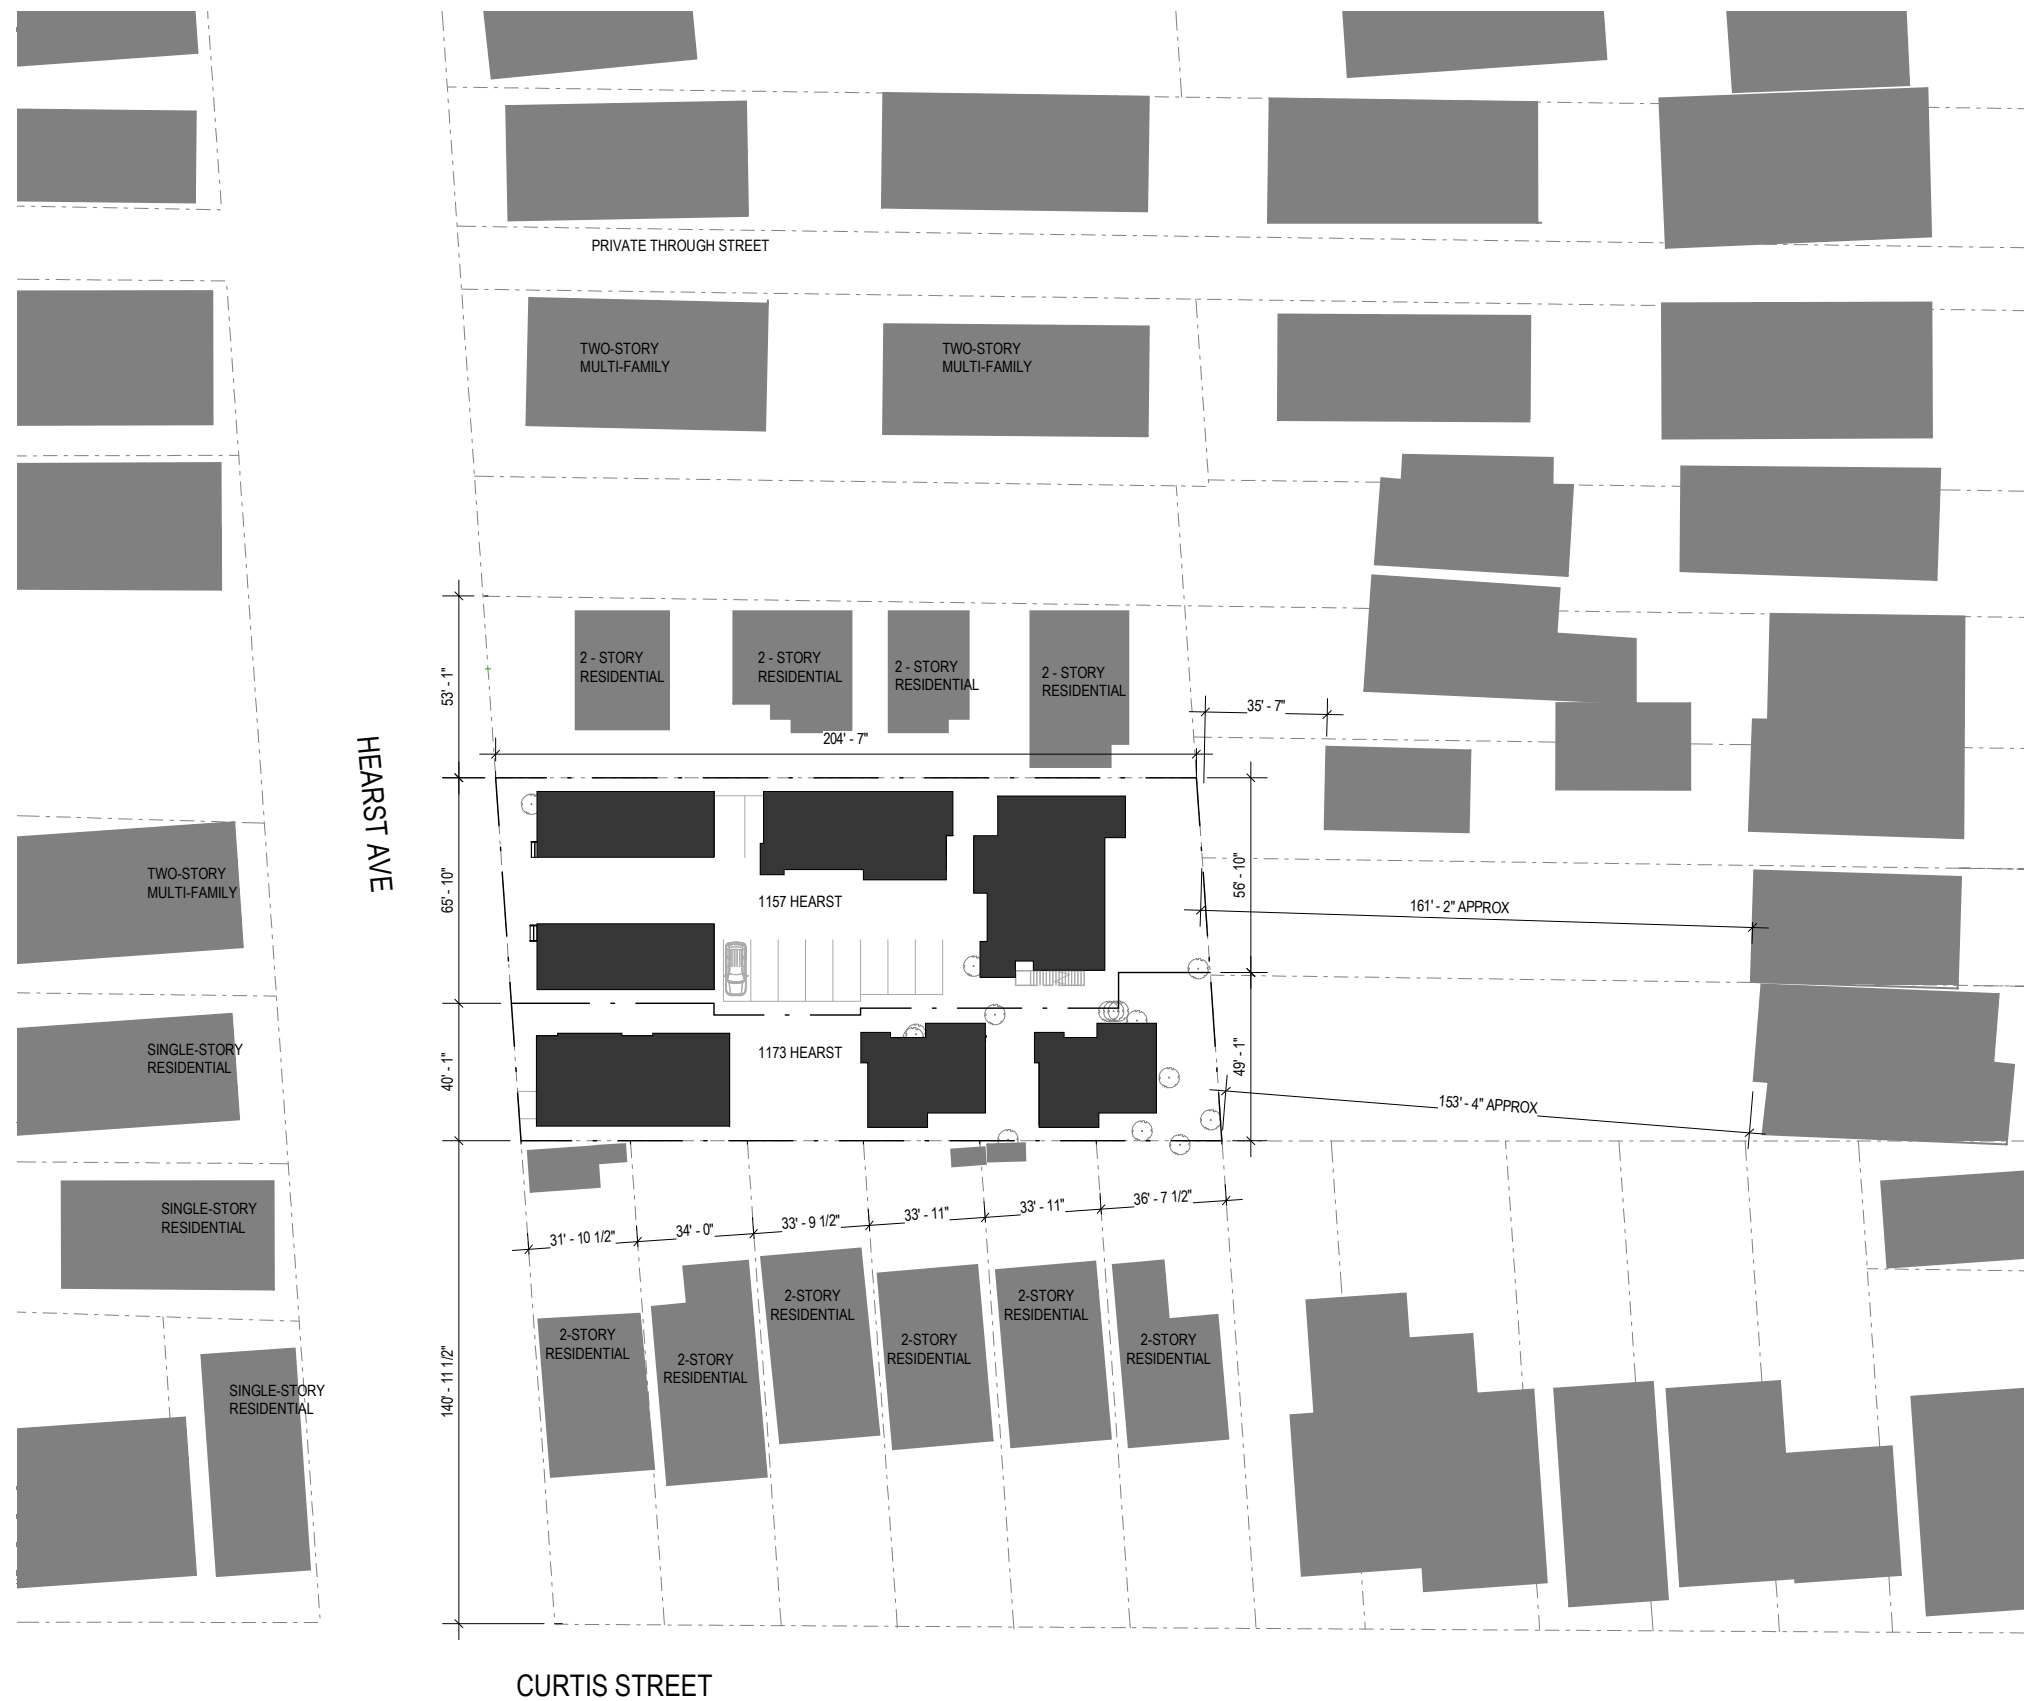 PRIVATE THROUGH STREET
TWO-STORY
MULTI-FAMILY
TWO-STORY
MULTI-FAMILY
2 - STORY
RESIDENTIAL
2 - STORY
RESIDENTIAL
2 - STORY
RESIDENTIAL
2 - STORY
RESIDENTIAL
53' - 1"
35' - 7"
204' - 7"
HEARST AVE
TWO-STORY
MULTI-FAMILY
65' - 10"
1157 HEARST
56' - 10"
161' - 2" APPROX
SINGLE-STORY
RESIDENTIAL
40' - 1"
1173 HEARST
49' - 1"
153' - 4" APPROX
SINGLE-STORY
RESIDENTIAL
31' - 10 1/2"
34' - 0"
33' - 9 1/2"
33' - 11"
33' - 11"
36' - 7 1/2"
2-STORY
RESIDENTIAL
2-STORY
RESIDENTIAL
2-STORY
RESIDENTIAL
2-STORY
RESIDENTIAL
2-STORY
RESIDENTIAL
2-STORY
RESIDENTIAL
SINGLE-STORY
RESIDENTIAL
140' - 11 1/2"
CURTIS STREET